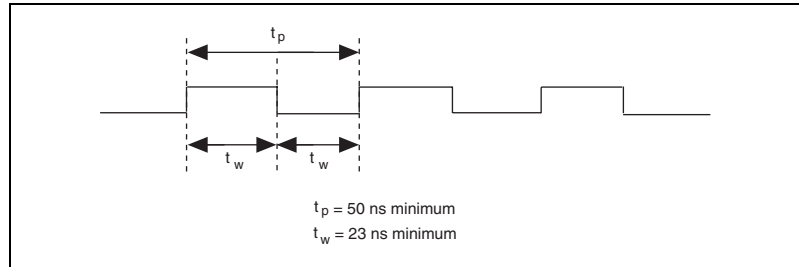 t p
t w t w
t p = 50 ns minimum
t w = 23 ns minimum